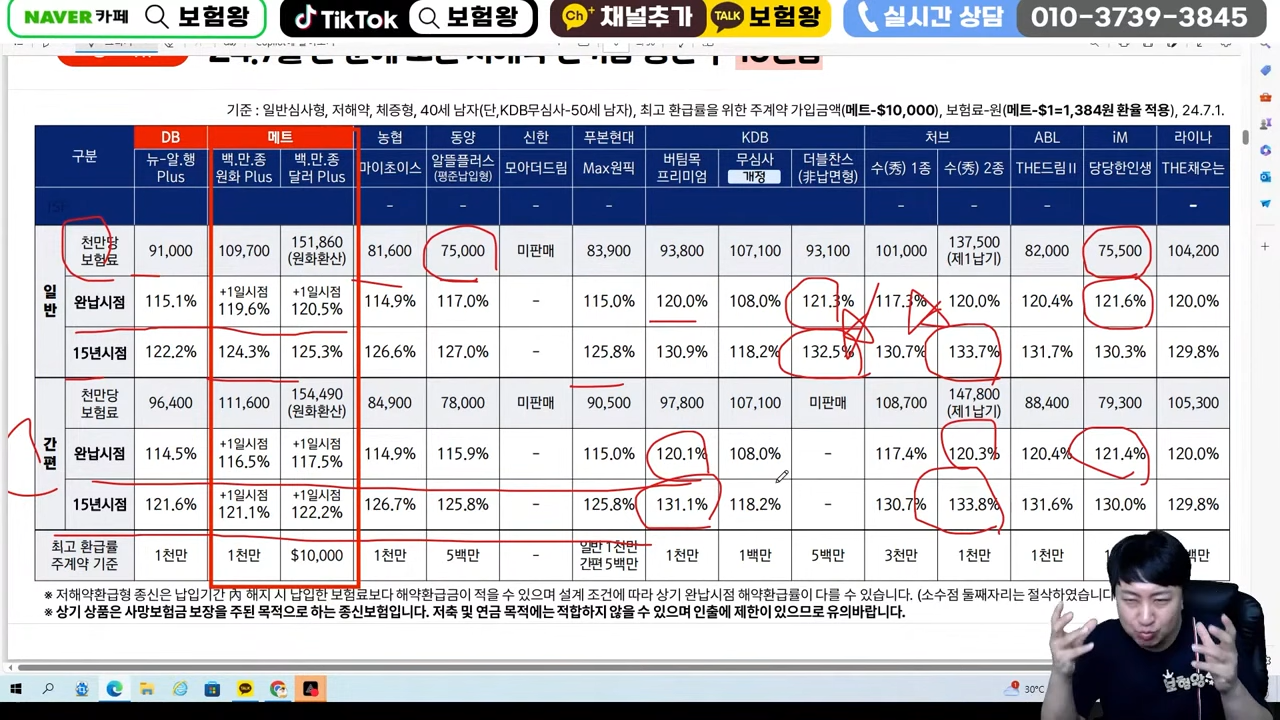 NAVER 카페 보험왕 TikTok 보험왕 Ch+ 채널추가 TALK 보험왕 실시간 상담 010-3739-3845
기준 : 일반심사형, 저해약, 체증형, 40세 남자(단,KDB무심사-50세 남자), 최고 환급률을 위한 주계약 가입금액(메트-$10,000), 보험료-원(메트-$1=1,384원 환율 적용), 24.7.1.
구분 DB 메트 농협 동양 신한 푸본현대 KDB 처브 ABL iM 라이나
뉴-알.행 Plus 백.만.종 원화 Plus 백.만.종 달러 Plus 마이초이스 알뜰플러스 (평준납입형) 모아더드림 Max원픽 버팀목 프리미엄 무심사 개정 더블찬스 (非납면형) 수(秀) 1종 수(秀) 2종 THE드림Ⅱ 당당한인생 THE채우는
- - - - - - - - -
일반 천만당 보험료 91,000 109,700 151,860 (원화환산) 81,600 75,000 미판매 83,900 93,800 107,100 93,100 101,000 137,500 (제1납기) 82,000 75,500 104,200
완납시점 115.1% +1일시점 119.6% +1일시점 120.5% 114.9% 117.0% - 115.0% 120.0% 108.0% 121.3% 117.3% 120.0% 120.4% 121.6% 120.0%
15년시점 122.2% 124.3% 125.3% 126.6% 127.0% - 125.8% 130.9% 118.2% 132.5% 130.7% 133.7% 131.7% 130.3% 129.8%
간편 천만당 보험료 96,400 111,600 154,490 (원화환산) 84,900 78,000 미판매 90,500 97,800 107,100 미판매 108,700 147,800 (제1납기) 88,400 79,300 105,300
완납시점 114.5% +1일시점 116.5% +1일시점 117.5% 114.9% 115.9% - 115.0% 120.1% 108.0% - 117.4% 120.3% 120.4% 121.4% 120.0%
15년시점 121.6% +1일시점 121.1% +1일시점 122.2% 126.7% 125.8% - 125.8% 131.1% 118.2% - 130.7% 133.8% 131.6% 130.0% 129.8%
최고 환급률 주계약 기준 1천만 1천만 $10,000 1천만 5백만 - 일반 1천만 간편 5백만 1천만 1백만 5백만 3천만 1천만 1천만
※ 저해약환급형 종신은 납입기간 內 해지 시 납입한 보험료보다 해약환급금이 적을 수 있으며 설계 조건에 따라 상기 완납시점 해약환급률이 다를 수 있습니다. (소수점 둘째자리는 절삭하였습니다
※ 상기 상품은 사망보험금 보장을 주된 목적으로 하는 종신보험입니다. 저축 및 연금 목적에는 적합하지 않을 수 있으며 인출에 제한이 있으므로 유의바랍니다.
30℃